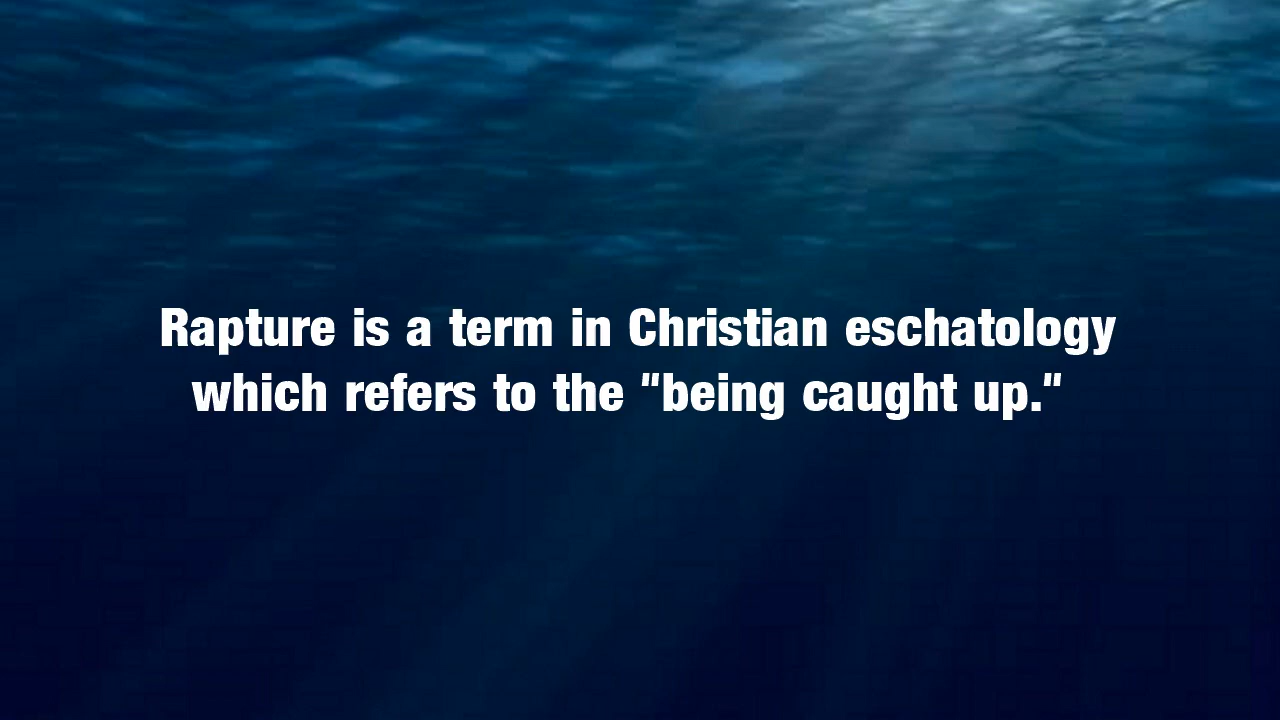 Rapture is a term in Christian eschatology
which refers to the "being caught up."